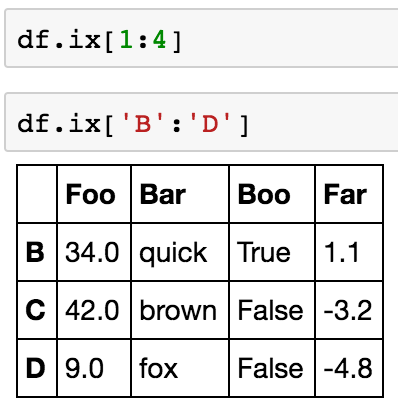 df.ix[1:4]
df.ix['B':'D']
Foo Bar Boo Far
B 34.0 quick True 1.1
C 42.0 brown False -3.2
D 9.0 fox False -4.8